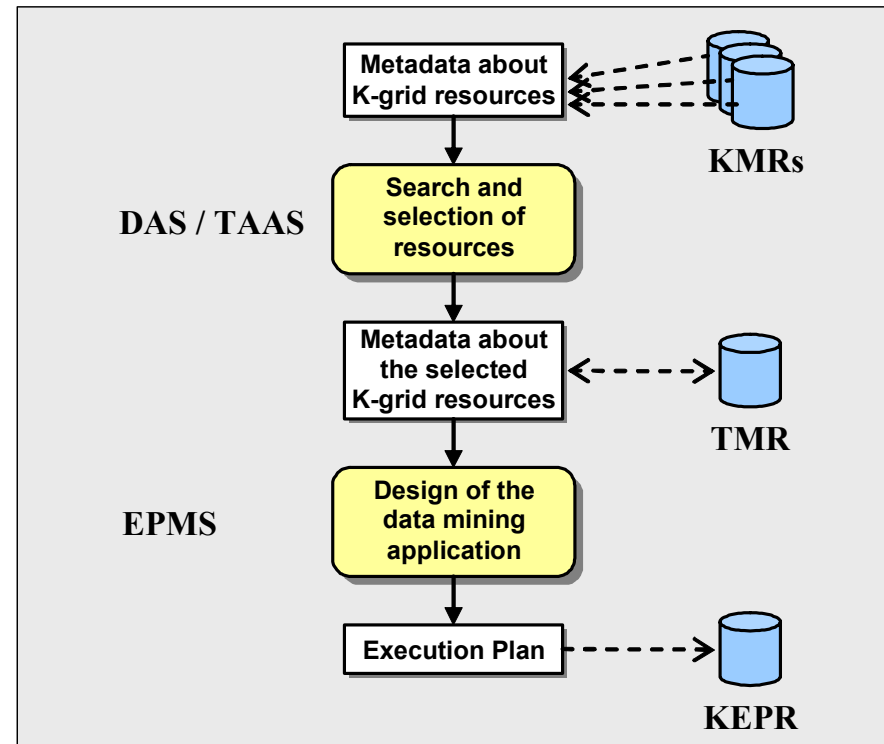 Metadata about
K-grid resources
KMRs
DAS / TAAS
Search and
selection of
resources
Metadata about
the selected
K-grid resources
TMR
EPMS
Design of the
data mining
application
Execution Plan
KEPR